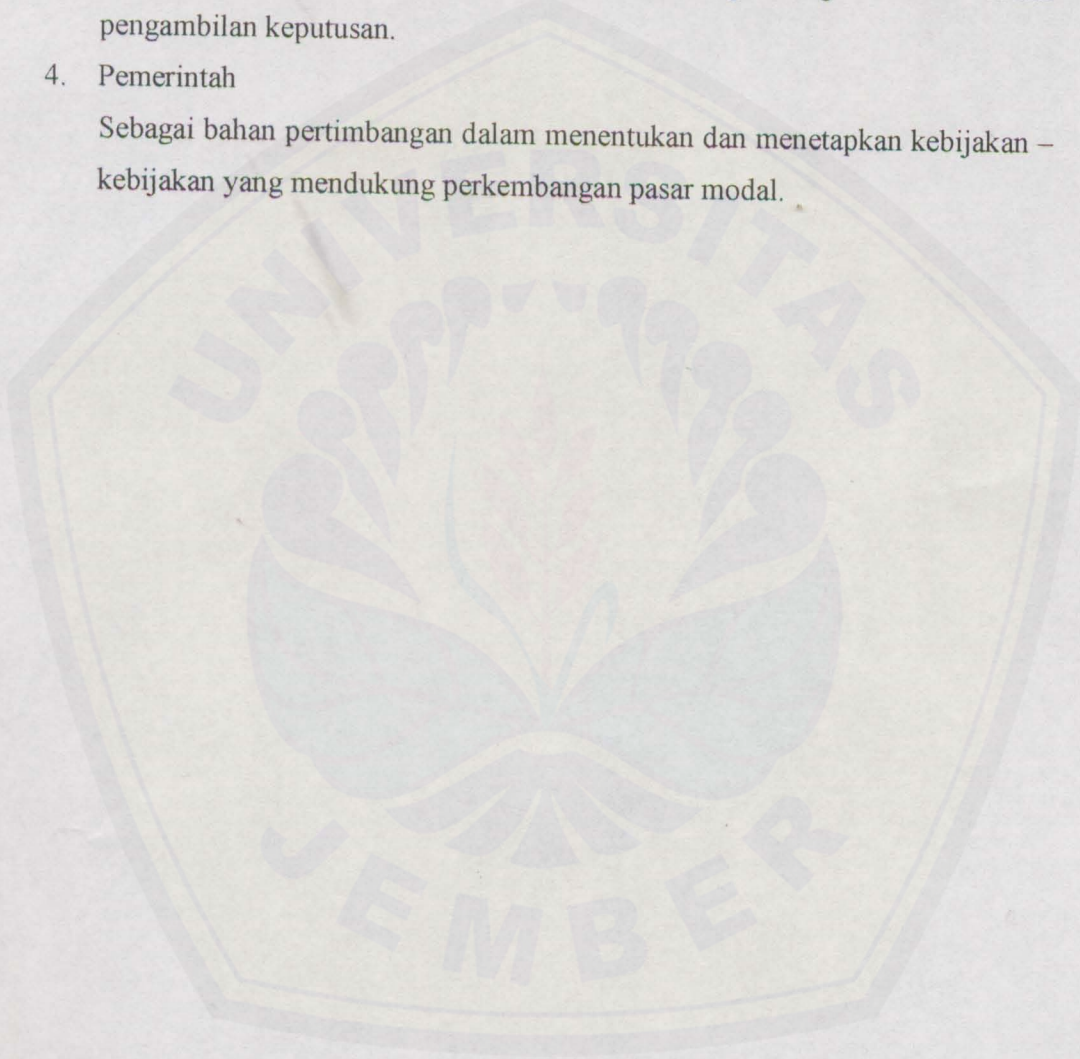 pengambilan keputusan.
4. Pemerintah
Sebagai bahan pertimbangan dalam menentukan dan menetapkan kebijakan –
kebijakan yang mendukung perkembangan pasar modal.
UNIVERSITAS
JEMBER